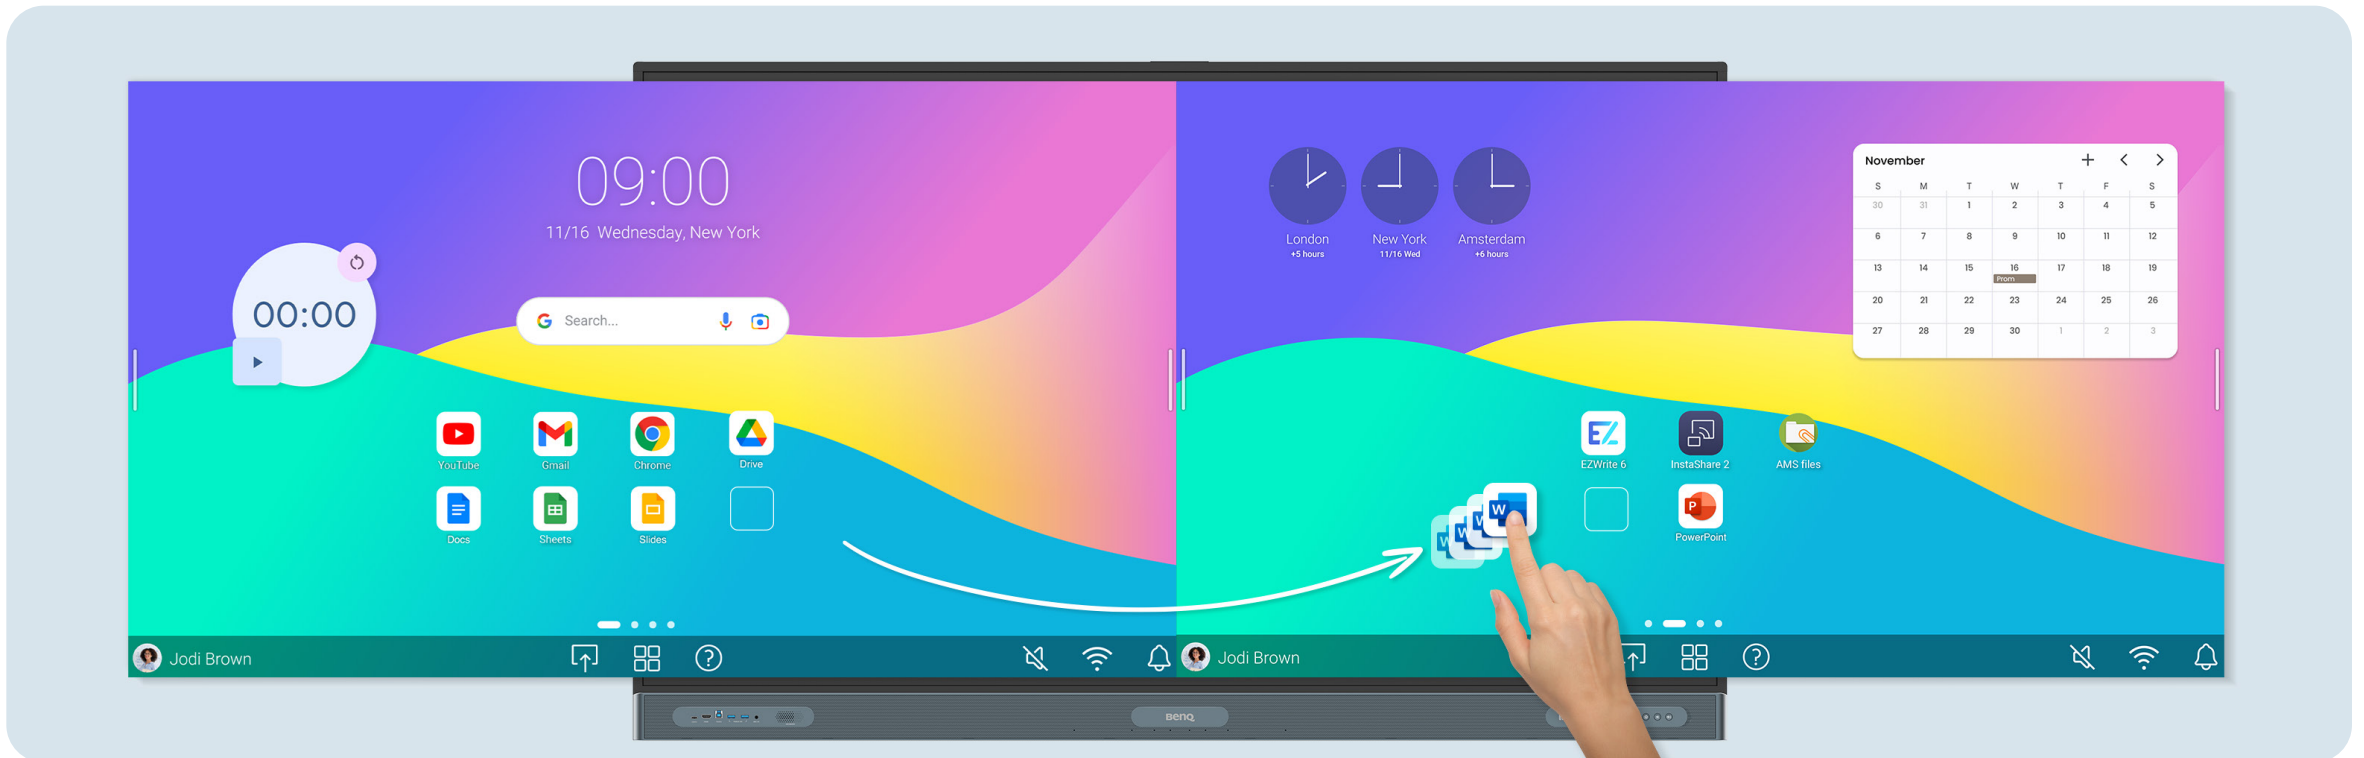 09:00
11/16 Wednesday, New York
00:00
Search...
YouTube
Gmail
Chrome
Drive
Docs
Sheets
Slides
Jodi Brown
London
+5 hours
New York
11/16 Wed
Amsterdam
+6 hours
November
S M T W T F S
30 31 1 2 3 4 5
6 7 8 9 10 11 12
13 14 15 16 17 18 19
Prom
20 21 22 23 24 25 26
27 28 29 30 1 2 3
EZ
EZWrite 6
InstaShare 2
AMS files
W W W W
P
PowerPoint
Jodi Brown
BenQ